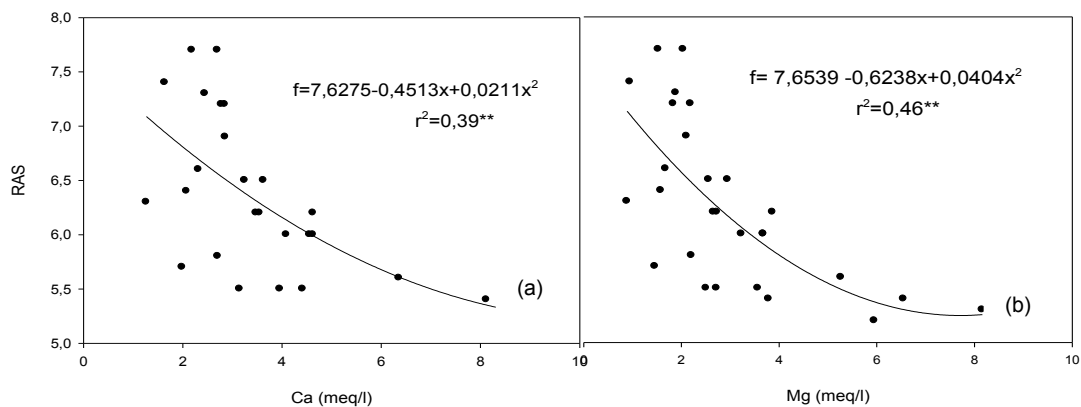 8,0
7,5
7,0
6,5
6,0
5,5
5,0
RAS
f=7,6275-0,4513x+0,0211x²
r²=0,39**
(a)
0 2 4 6 8 10
Ca (meq/l)
f= 7,6539 -0,6238x+0,0404x²
r²=0,46**
(b)
0 2 4 6 8 10
Mg (meq/l)